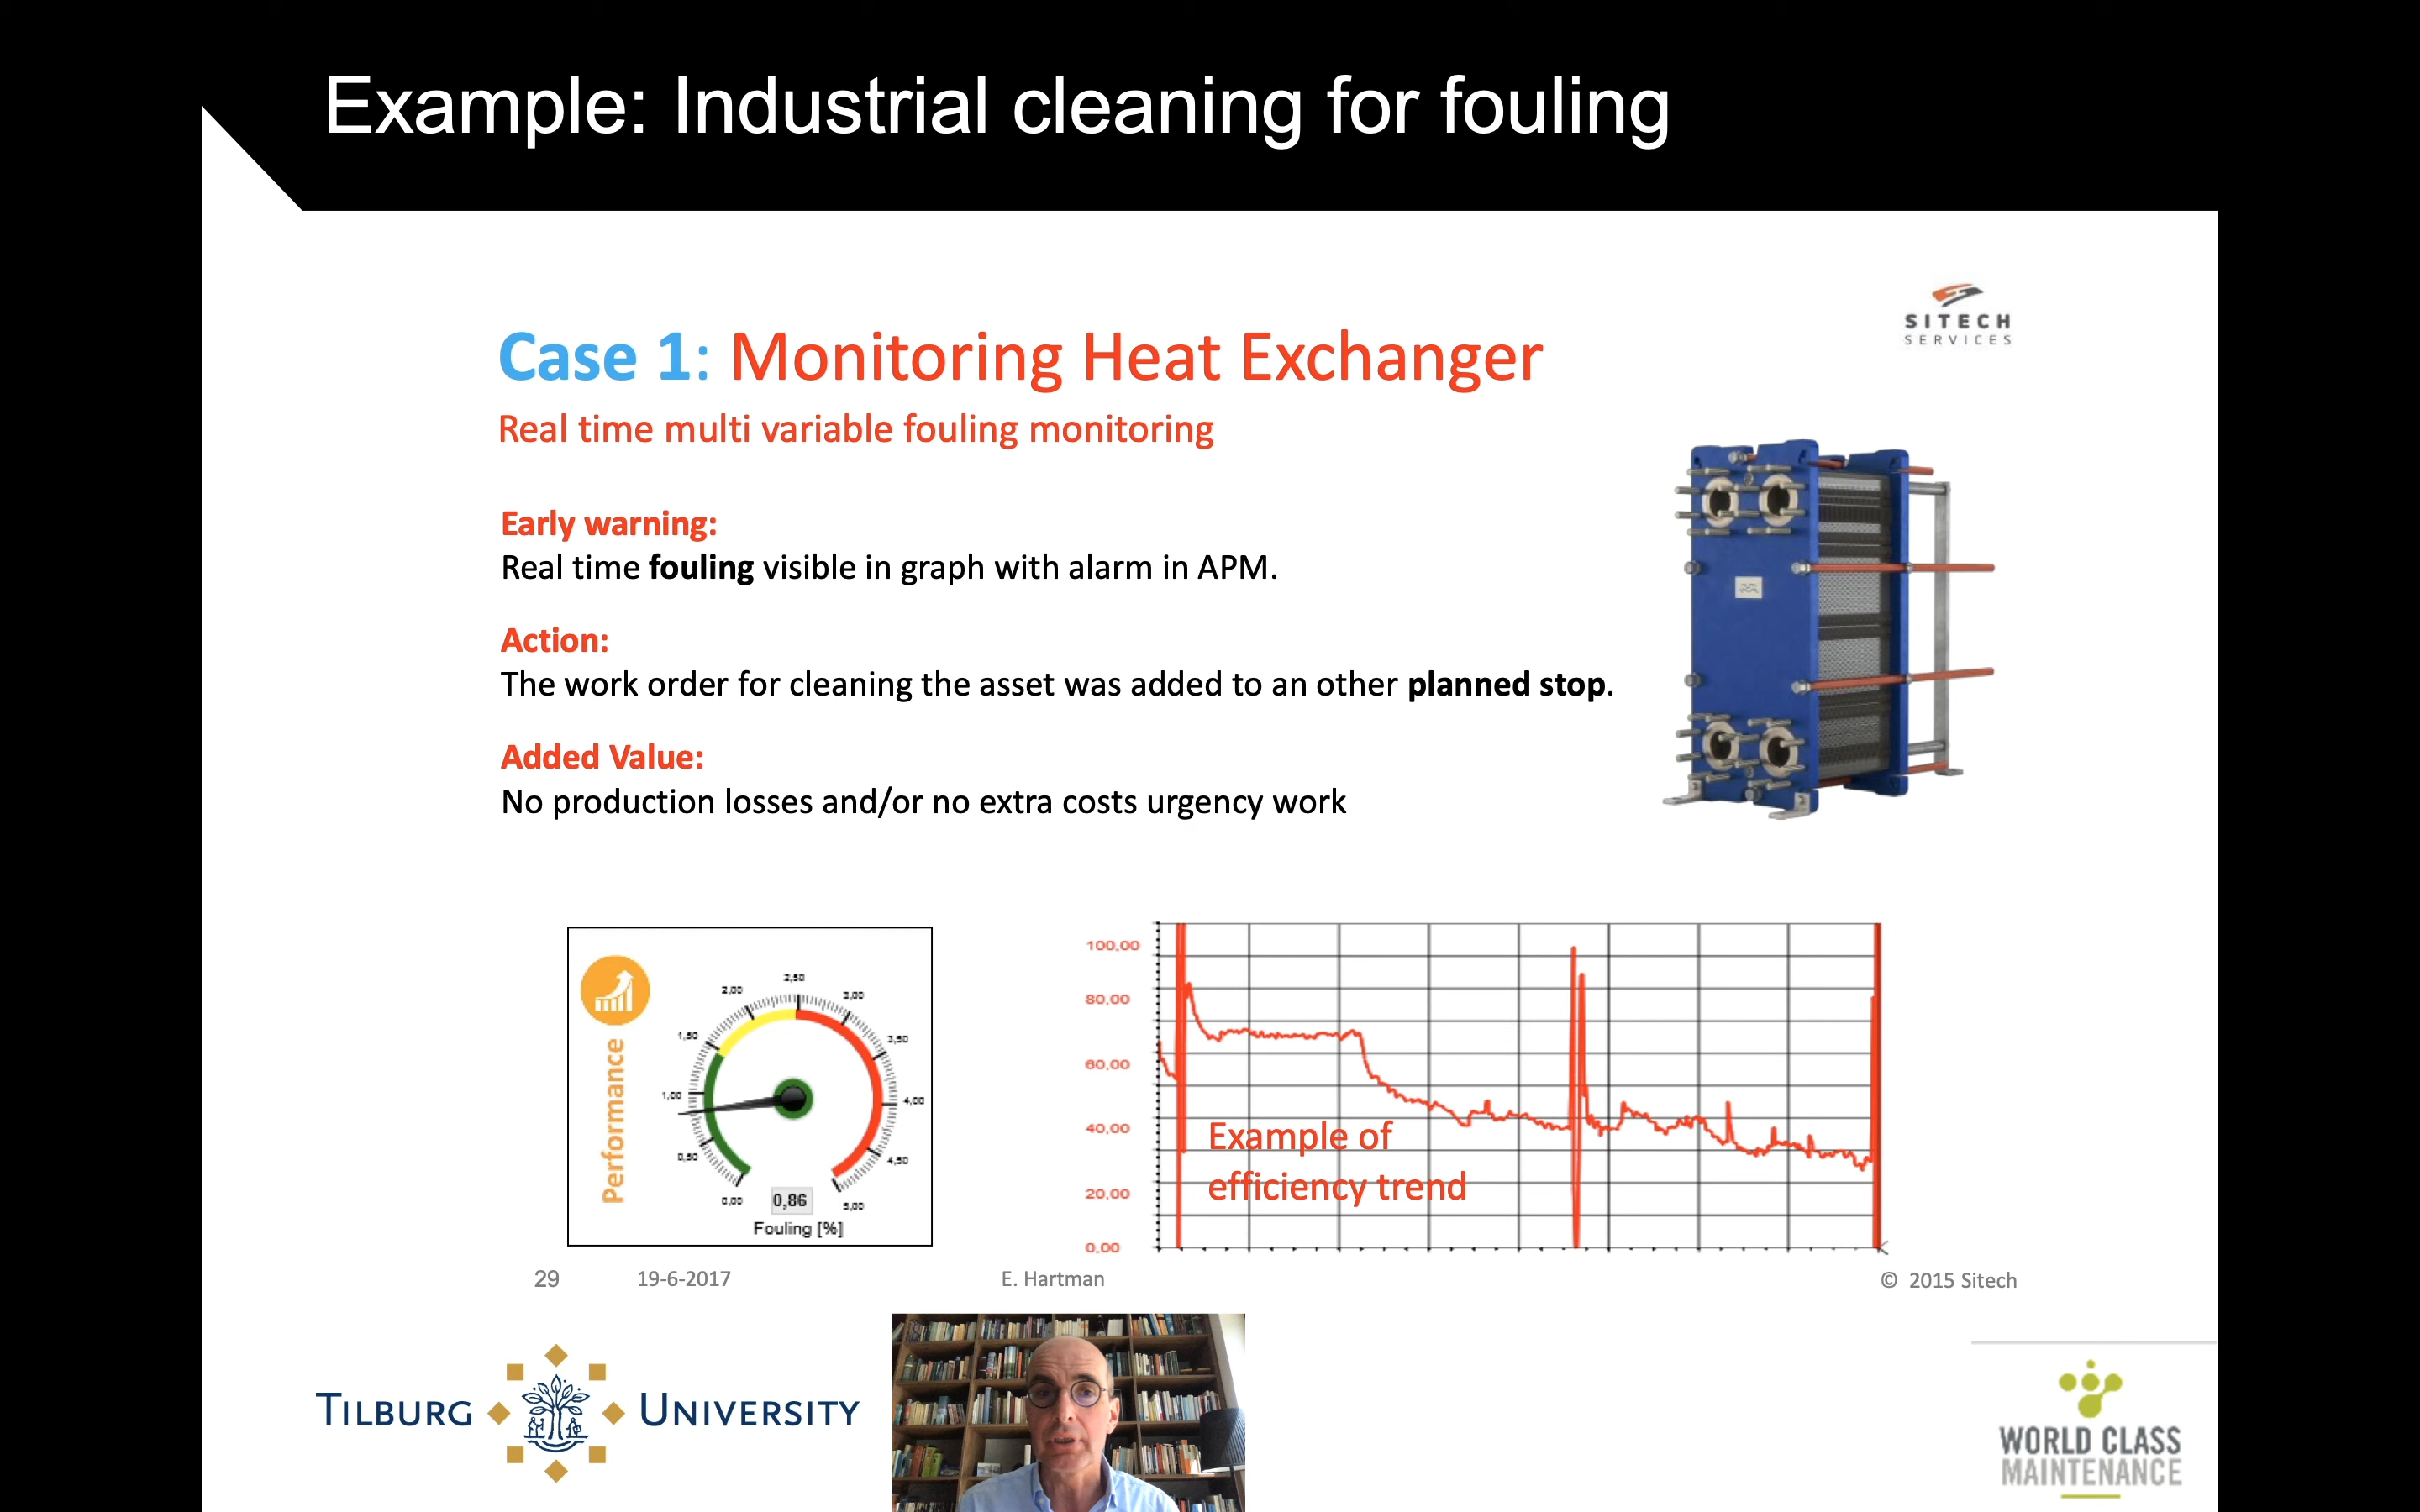 Example: Industrial cleaning for fouling
SITECH
SERVICES
Case 1: Monitoring Heat Exchanger
Real time multi variable fouling monitoring
Early warning:
Real time fouling visible in graph with alarm in APM.
Action:
The work order for cleaning the asset was added to an other planned stop.
Added Value:
No production losses and/or no extra costs urgency work
Performance
0,00
0,50
1,00
1,50
2,00
2,50
3,00
3,50
4,00
4,50
5,00
0,86
Fouling [%]
100,00
80,00
60,00
40,00
20,00
0,00
Example of
efficiency trend
29
19-6-2017
E. Hartman
© 2015 Sitech
TILBURG UNIVERSITY
WORLD CLASS
MAINTENANCE